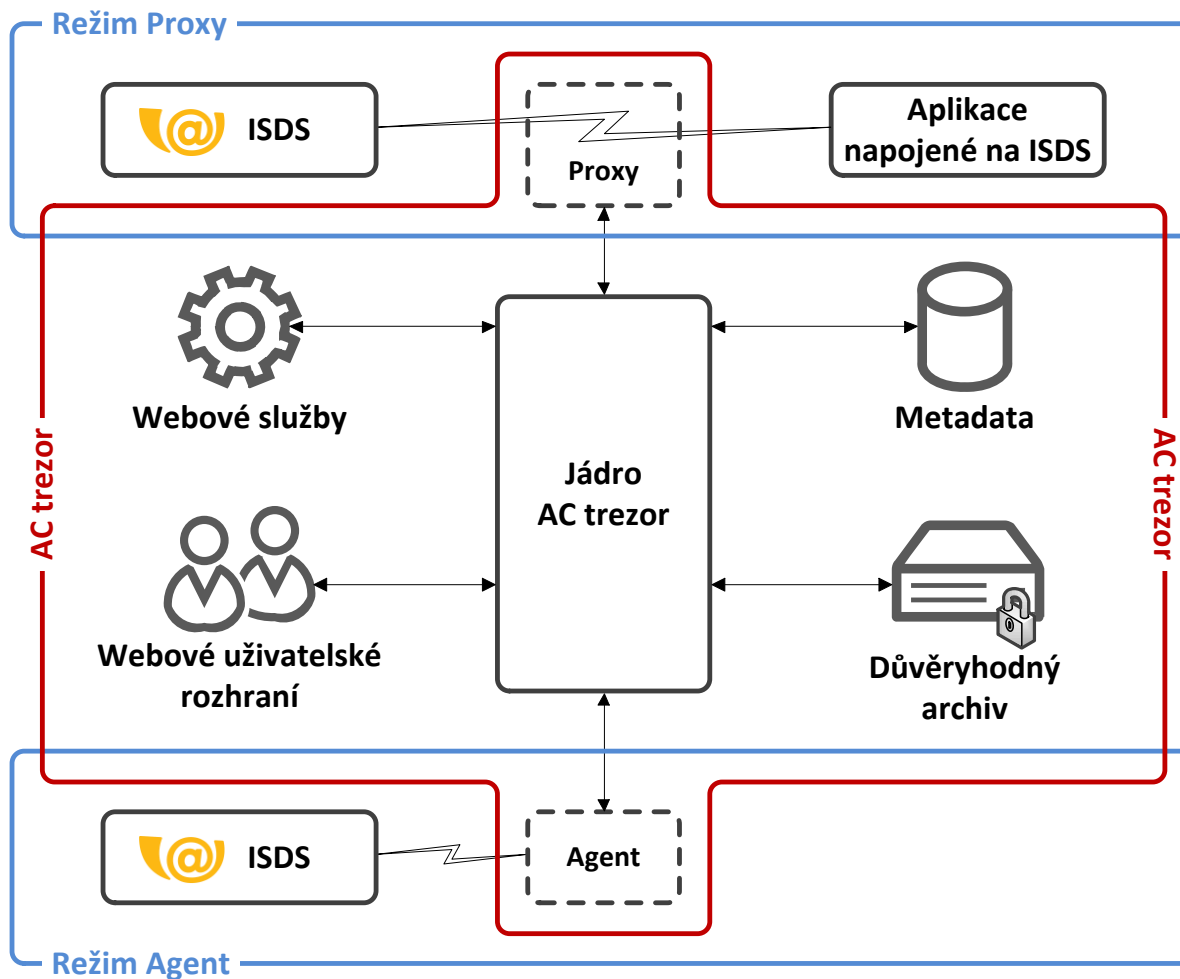 Režim Proxy
ISDS
Proxy
Aplikace
napojené na ISDS
Webové služby
Metadata
AC trezor
Jádro
AC trezor
AC trezor
Webové uživatelské
rozhraní
Důvěryhodný
archiv
ISDS
Agent
Režim Agent